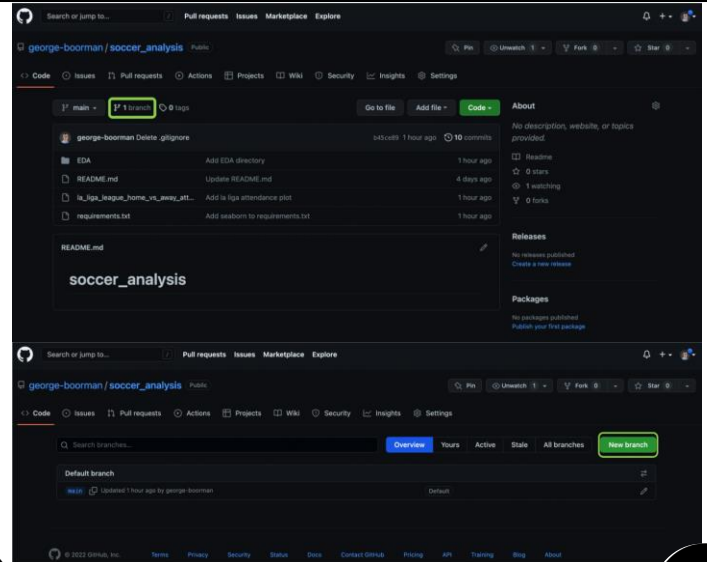 Search or jump to... / Pull requests Issues Marketplace Explore
george-boorman / soccer_analysis Public Pin Unwatch 1 Fork 0 Star 0
Code Issues Pull requests Actions Projects Wiki Security Insights Settings
main 1 branch 0 tags Go to file Add file Code About
No description, website, or topics
provided.
george-boorman Delete .gitignore 1 hour ago 10 commits
EDA Add EDA directory 1 hour ago Readme
README.md Update README.md 4 days ago 0 stars
1 watching
la_liga_league_home_vs_away_att... Add la liga attendance plot 1 hour ago
0 forks
requirements.txt Add seaborn to requirements.txt 1 hour ago
Releases
README.md
No releases published
Create a new release
soccer_analysis
Packages
No packages published
Publish your first package
Search or jump to... / Pull requests Issues Marketplace Explore
george-boorman / soccer_analysis Public Pin Unwatch 1 Fork 0 Star 0
Code Issues Pull requests Actions Projects Wiki Security Insights Settings
Search branches... Overview Yours Active Stale All branches New branch
Default branch
main Updated 1 hour ago by george-boorman Default
© 2022 GitHub, Inc. Terms Privacy Security Status Docs Contact GitHub Pricing API Training Blog About